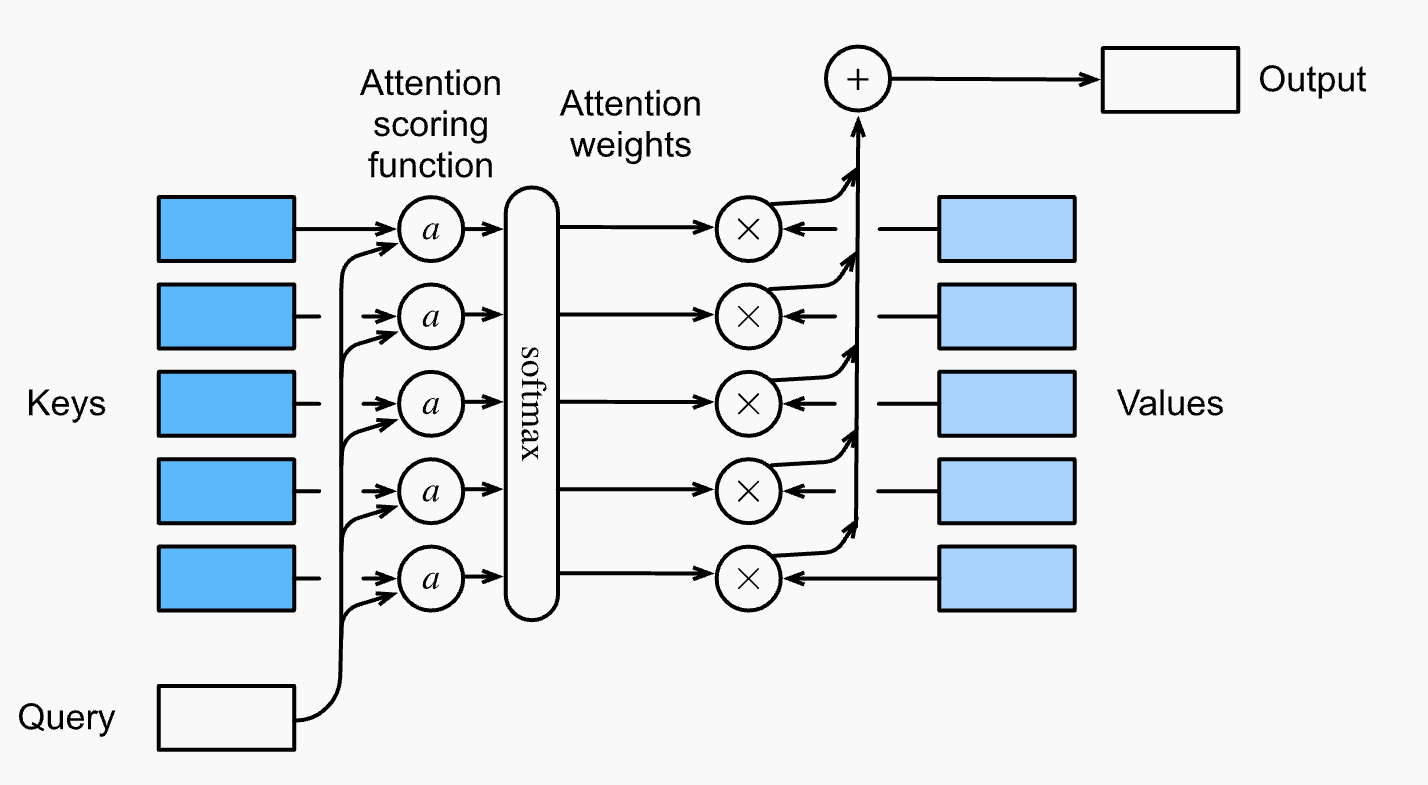 Attention
scoring
function
Attention
weights
+
Output
a
×
a
×
softmax
Keys
a
×
Values
a
×
a
×
Query